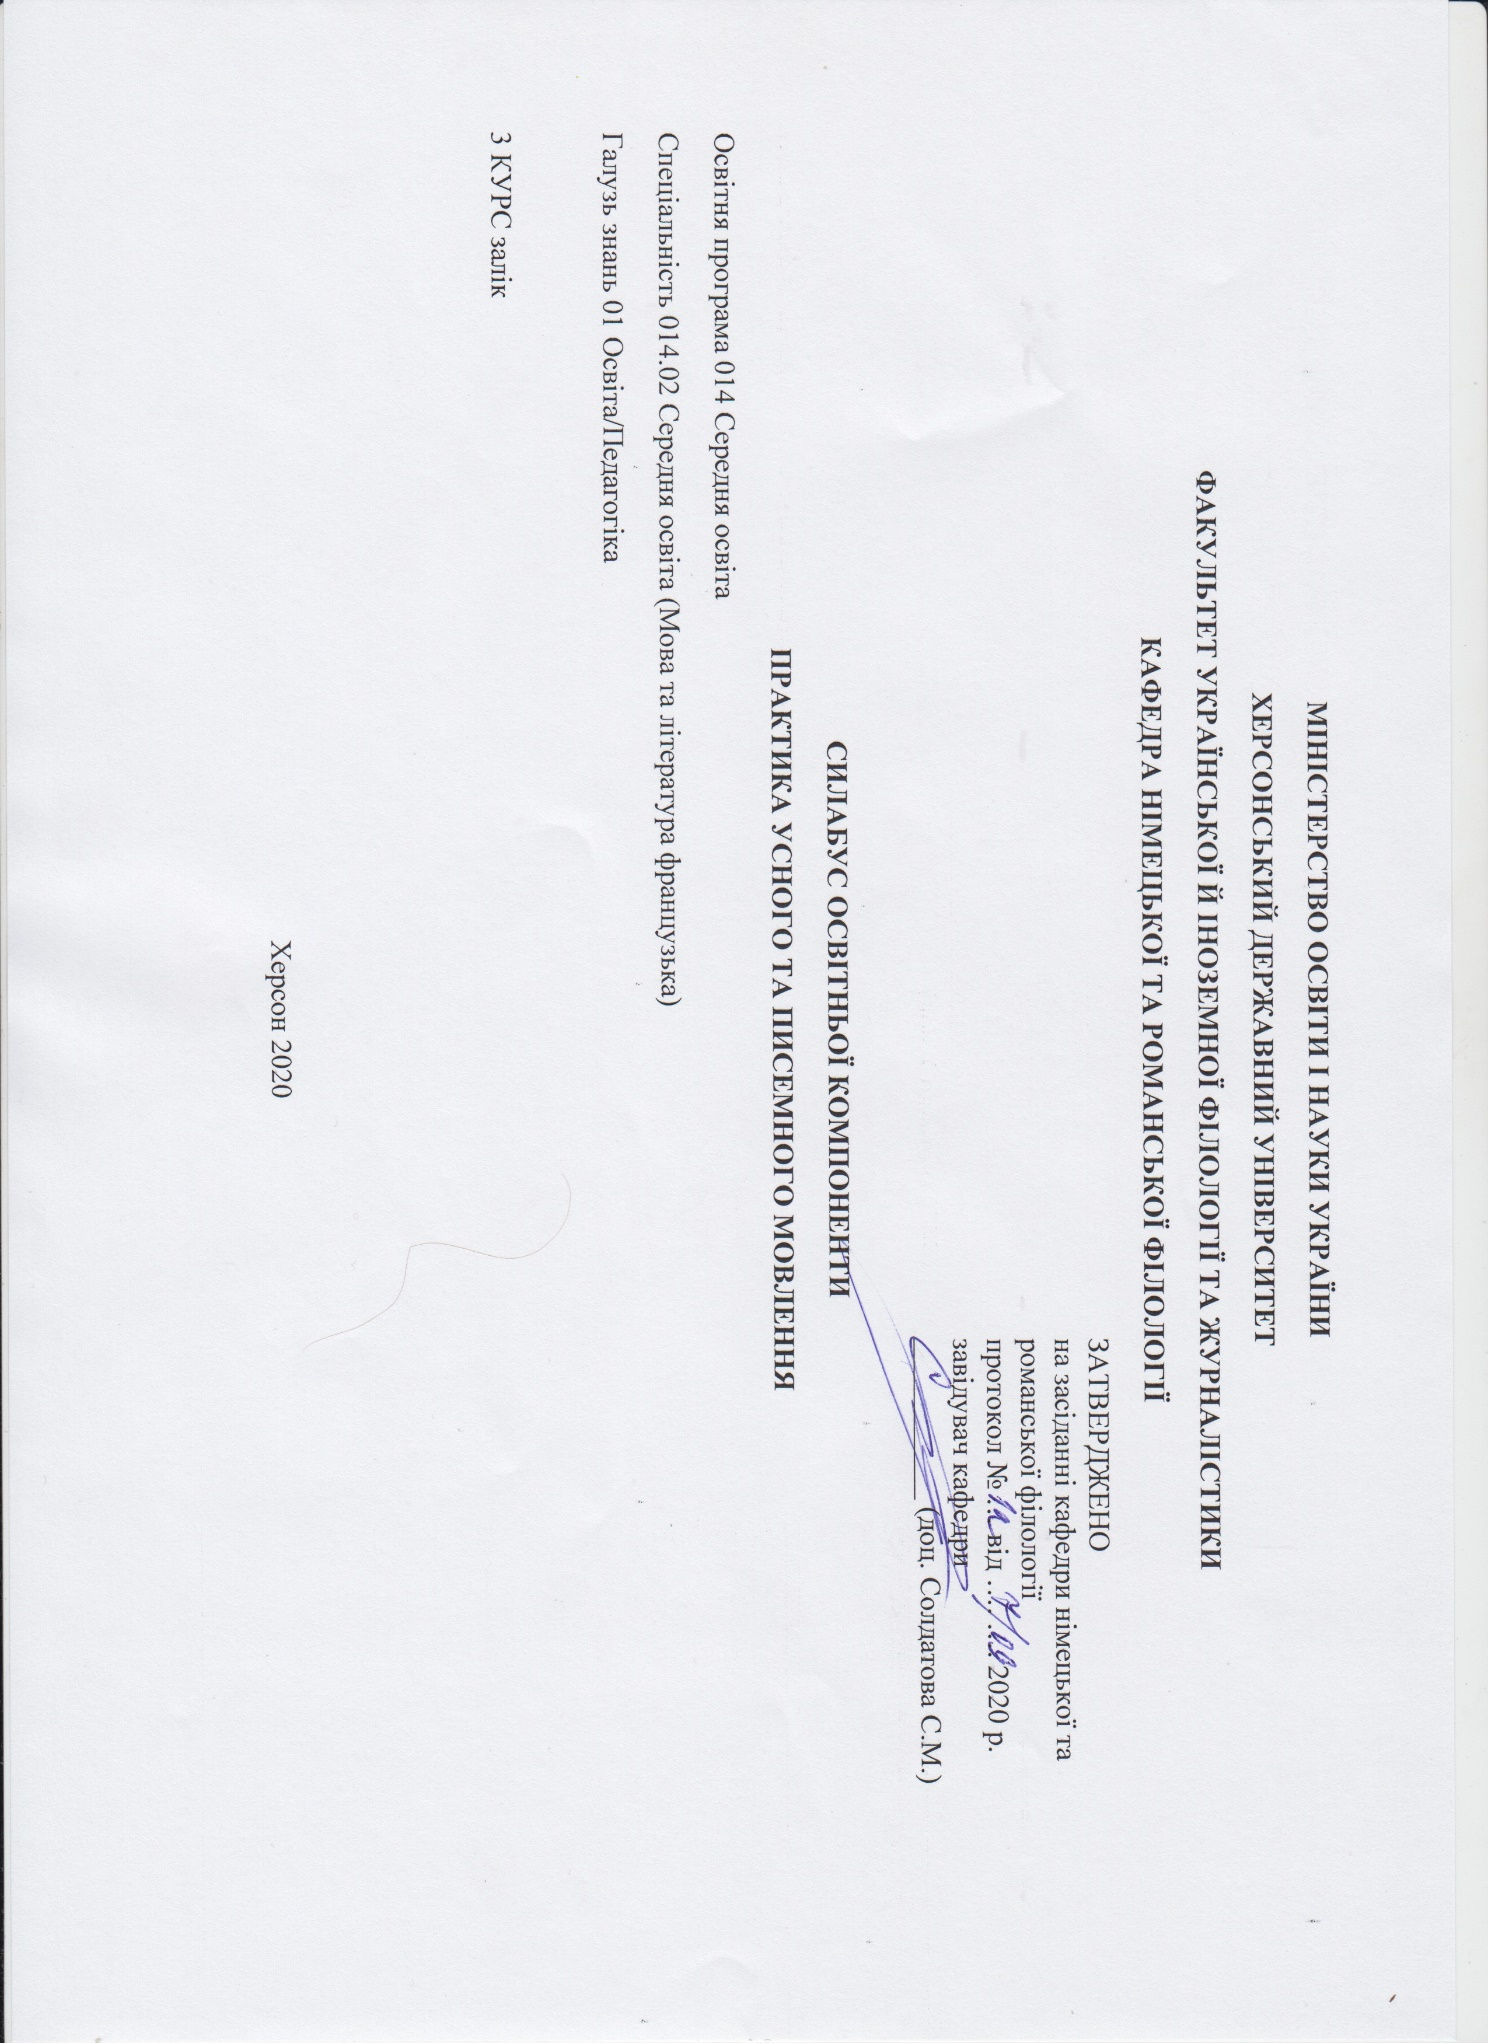 МІНІСТЕРСТВО ОСВІТИ І НАУКИ УКРАЇНИ
ХЕРСОНСЬКИЙ ДЕРЖАВНИЙ УНІВЕРСИТЕТ
ФАКУЛЬТЕТ УКРАЇНСЬКОЇ Й ІНОЗЕМНОЇ ФІЛОЛОГІЇ ТА ЖУРНАЛІСТИКИ
КАФЕДРА НІМЕЦЬКОЇ ТА РОМАНСЬКОЇ ФІЛОЛОГІЇ
ЗАТВЕРДЖЕНО
на засіданні кафедри німецької та
романської філології
протокол № від 2020 р.
завідувач кафедри
(доц. Солдатова С.М.)
СИЛАБУС ОСВІТНЬОЇ КОМПОНЕНТИ
ПРАКТИКА УСНОГО ТА ПИСЕМНОГО МОВЛЕННЯ
Освітня програма 014 Середня освіта
Спеціальність 014.02 Середня освіта (Мова та література французька)
Галузь знань 01 Освіта/Педагогіка
3 КУРС залік
Херсон 2020